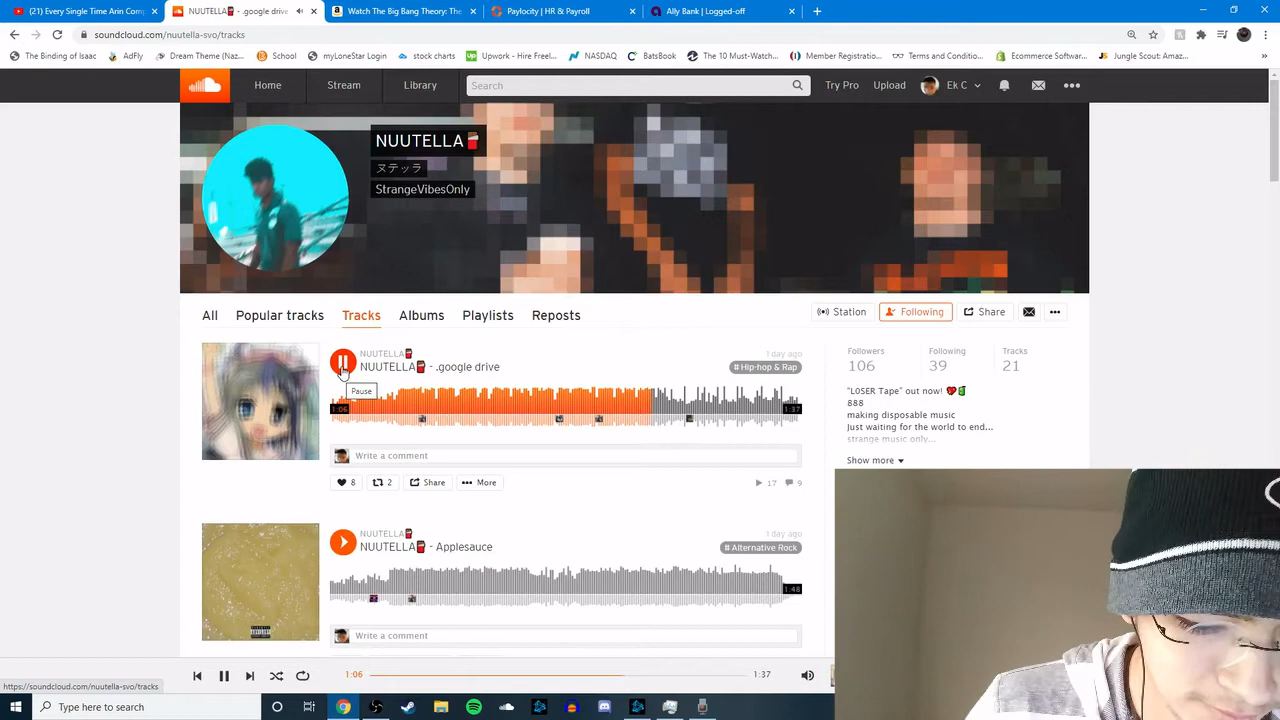 (21) Every Single Time Arin Comp
NUUTELLA🥫 - .google drive
Watch The Big Bang Theory: The
Paylocity | HR & Payroll
Ally Bank | Logged-off
soundcloud.com/nuutella-svo/tracks
The Binding of Isaac
AdFly
Dream Theme (Neon...
School
myLoneStar Login
stock charts
Upwork - Hire Freel...
NASDAQ
BatsBook
The 10 Must-Watch...
Member Registratio...
Terms and Conditio...
Ecommerce Softwar...
Jungle Scout: Amaz...
Home
Stream
Library
Search
Try Pro
Upload
Ek C
NUUTELLA
ヌテッラ
StrangeVibesOnly
All
Popular tracks
Tracks
Albums
Playlists
Reposts
Station
Following
Share
NUUTELLA
NUUTELLA - .google drive
1 day ago
# Hip-hop & Rap
Pause
1:06
1:37
Write a comment
8
2
Share
More
17
9
Followers
106
Following
39
Tracks
21
"L0SER Tape" out now!
888
making disposable music
Just waiting for the world to end...
strange music only...
Show more
NUUTELLA
NUUTELLA - Applesauce
1 day ago
# Alternative Rock
1:48
Write a comment
1:06
1:37
https://soundcloud.com/nuutella-svo/tracks
Type here to search